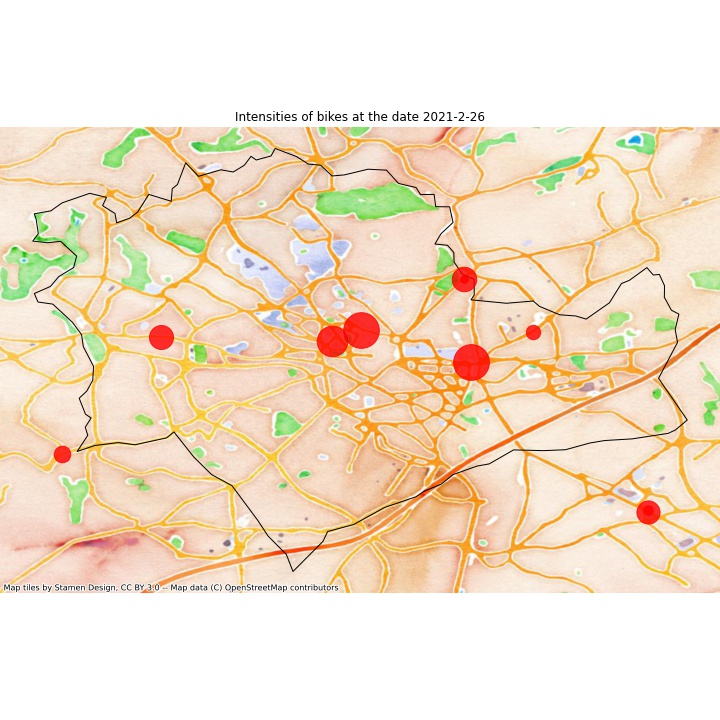 Intensities of bikes at the date 2021-2-26
Map tiles by Stamen Design, CC BY 3.0 -- Map data (C) OpenStreetMap contributors